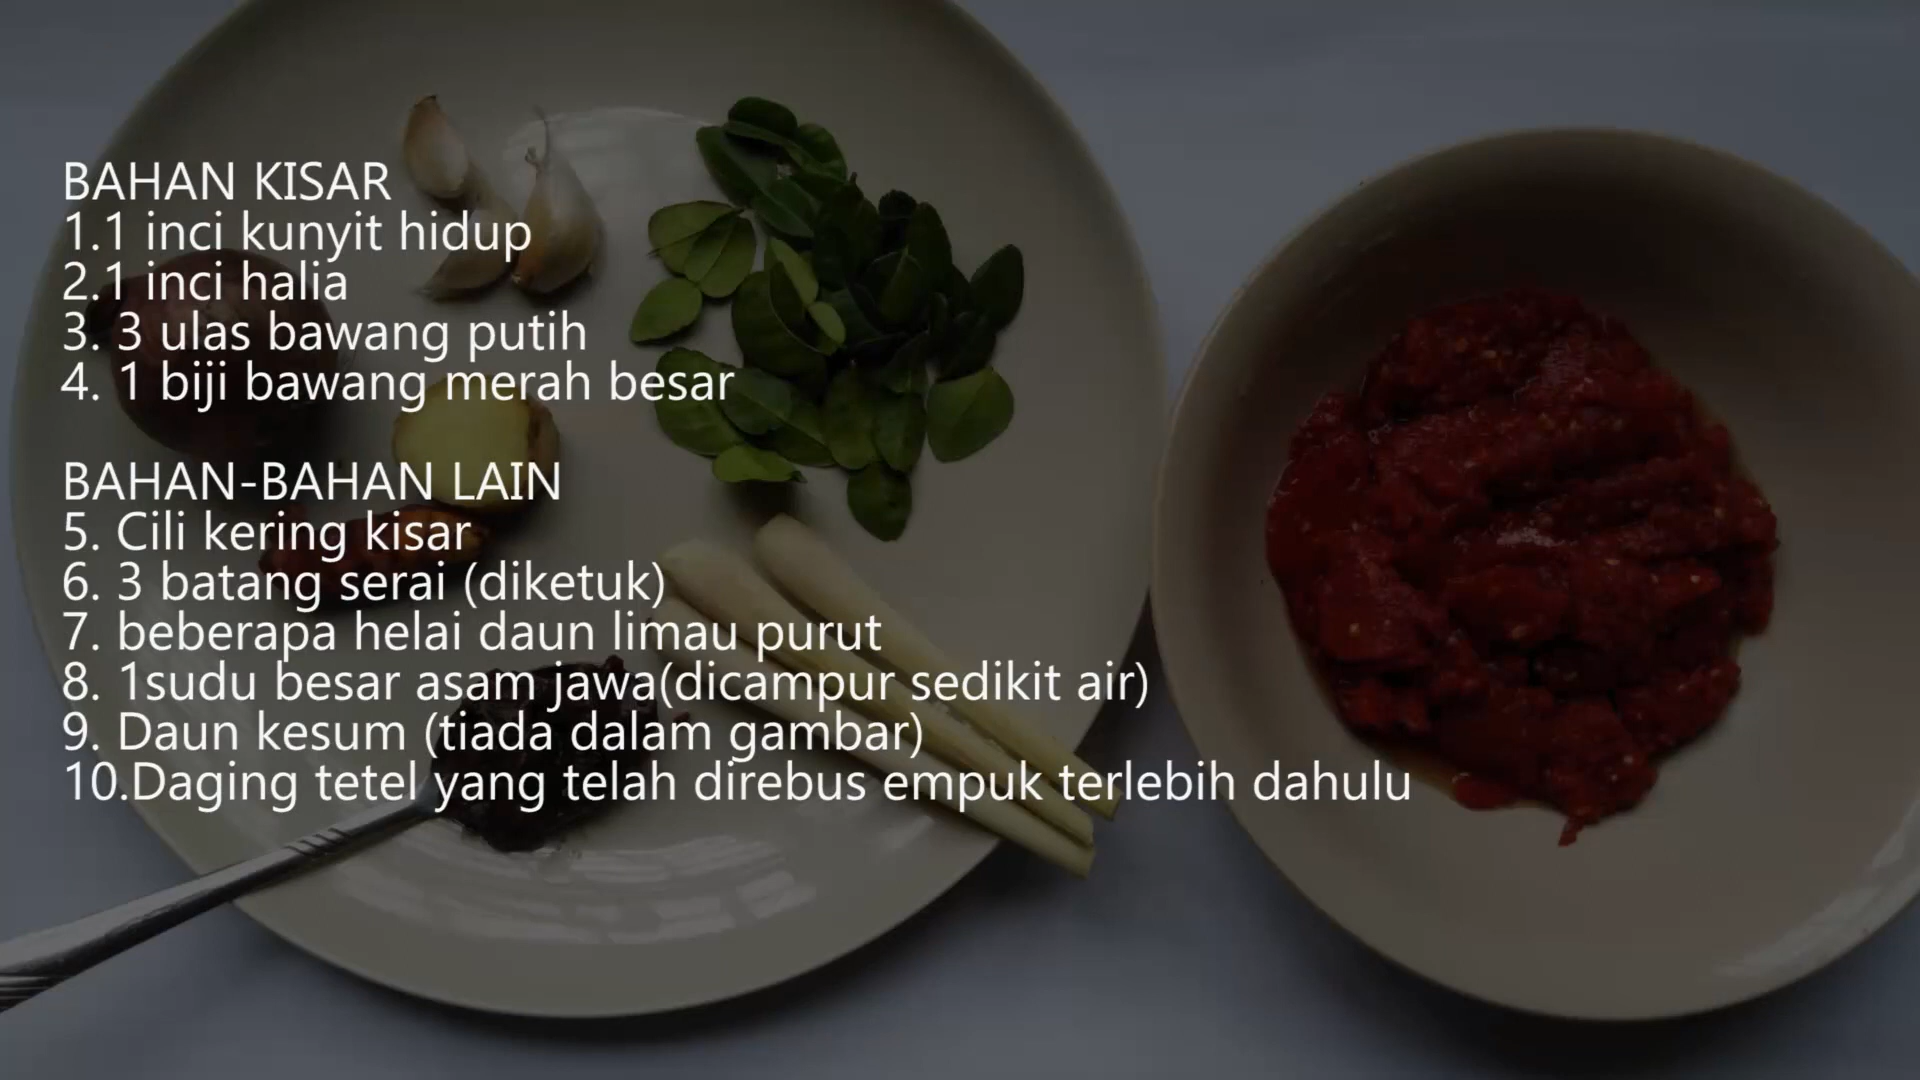 BAHAN KISAR
1.1 inci kunyit hidup
2.1 inci halia
3. 3 ulas bawang putih
4. 1 biji bawang merah besar
BAHAN-BAHAN LAIN
5. Cili kering kisar
6. 3 batang serai (diketuk)
7. beberapa helai daun limau purut
8. 1sudu besar asam jawa(dicampur sedikit air)
9. Daun kesum (tiada dalam gambar)
10.Daging tetel yang telah direbus empuk terlebih dahulu